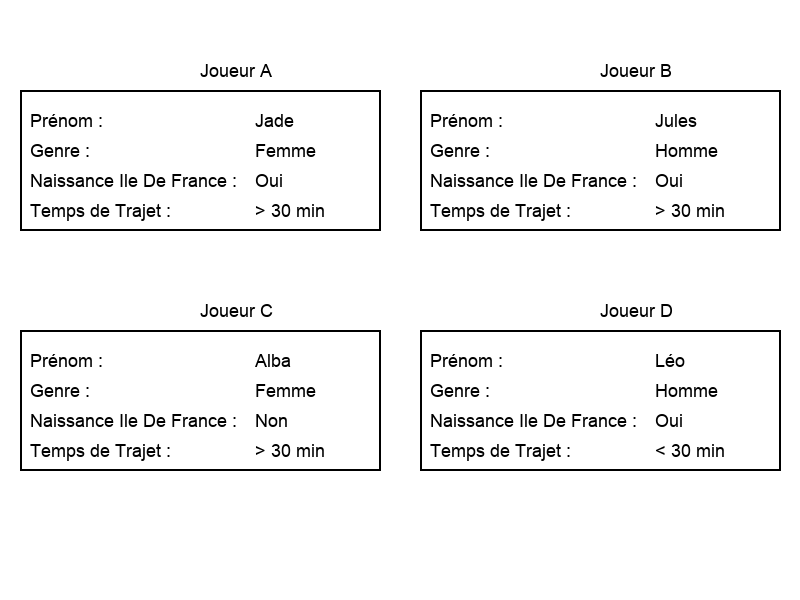 Joueur A
Prénom : Jade
Genre : Femme
Naissance Ile De France : Oui
Temps de Trajet : > 30 min
Joueur B
Prénom : Jules
Genre : Homme
Naissance Ile De France : Oui
Temps de Trajet : > 30 min
Joueur C
Prénom : Alba
Genre : Femme
Naissance Ile De France : Non
Temps de Trajet : > 30 min
Joueur D
Prénom : Léo
Genre : Homme
Naissance Ile De France : Oui
Temps de Trajet : < 30 min